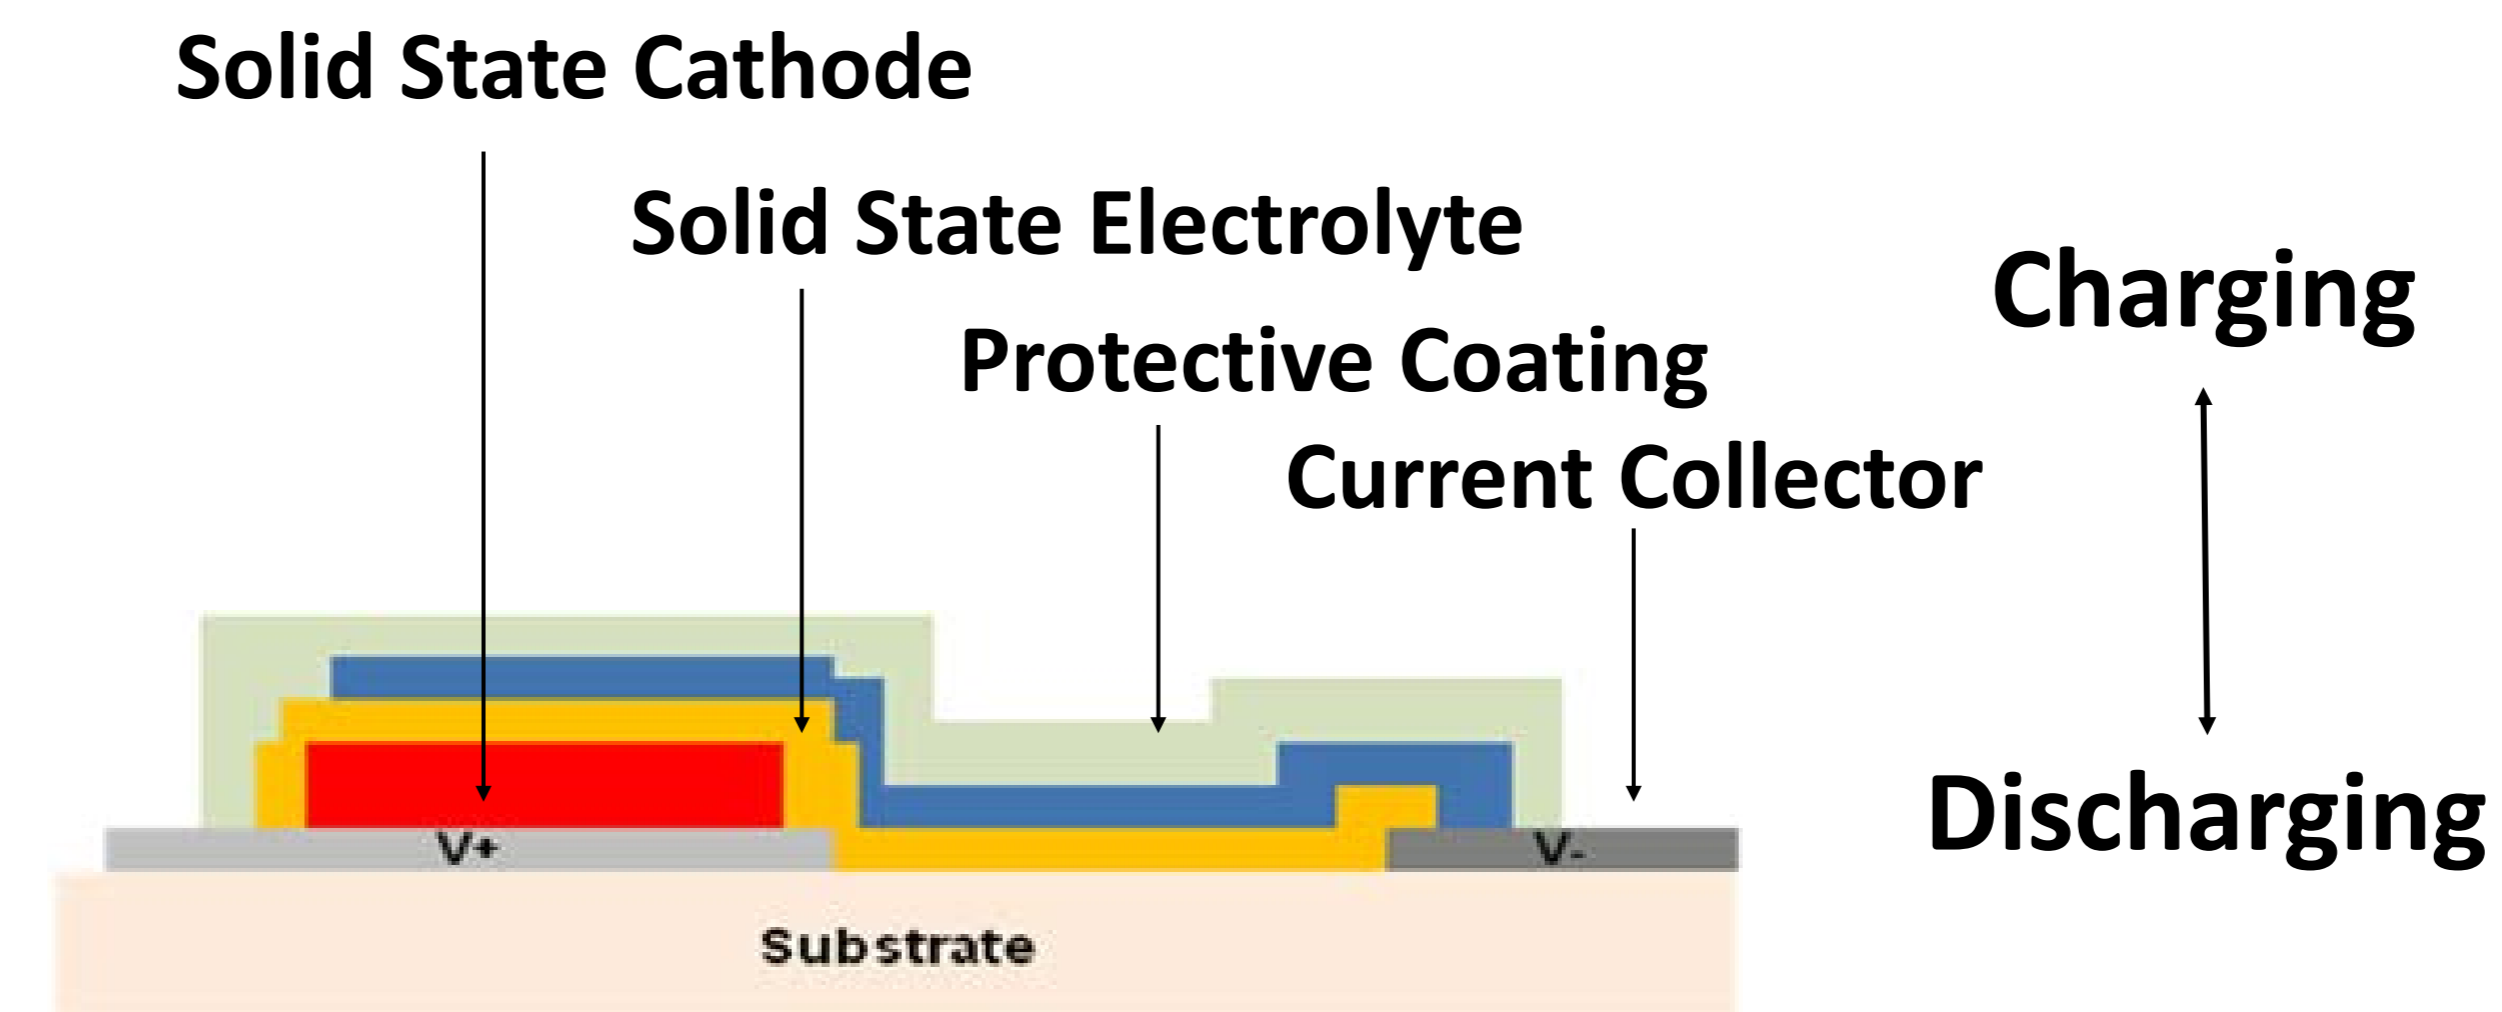 Solid State Cathode
Solid State Electrolyte
Charging
Protective Coating
Current Collector
Discharging
V+
V-
Substrate